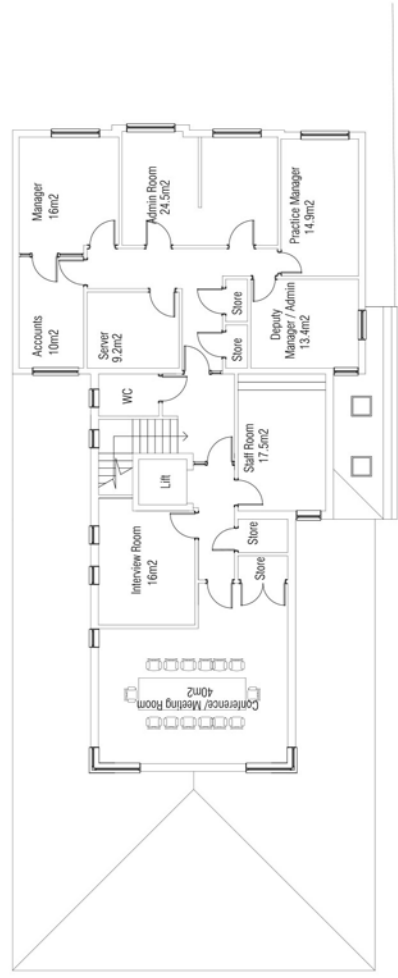 Manager
16m2
Admin Room
24.5m2
Practice Manager
14.9m2
Accounts
10m2
Server
9.2m2
Store
Store
Deputy
Manager / Admin
13.4m2
WC
Lift
Staff Room
17.5m2
Interview Room
16m2
Store
Store
Conference/ Meeting Room
40m2